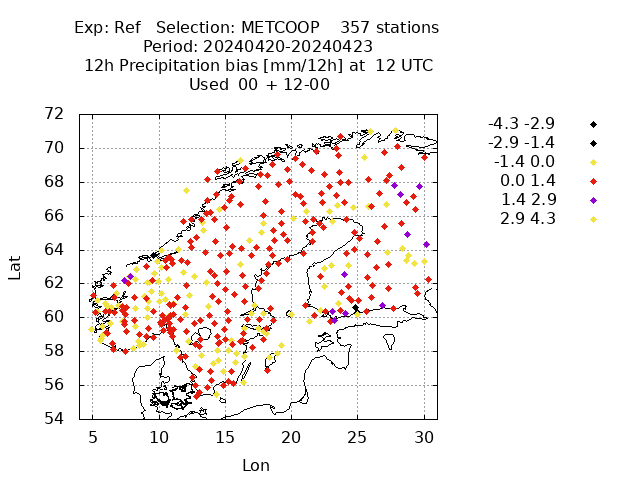 Exp: Ref   Selection: METCOOP    357 stations
Period: 20240420-20240423
12h Precipitation bias [mm/12h] at  12 UTC
Used  00  + 12-00
72
70
68
66
64
62
60
58
56
54
5 10 15 20 25 30
Lat
Lon
-4.3 -2.9
-2.9 -1.4
-1.4 0.0
0.0 1.4
1.4 2.9
2.9 4.3